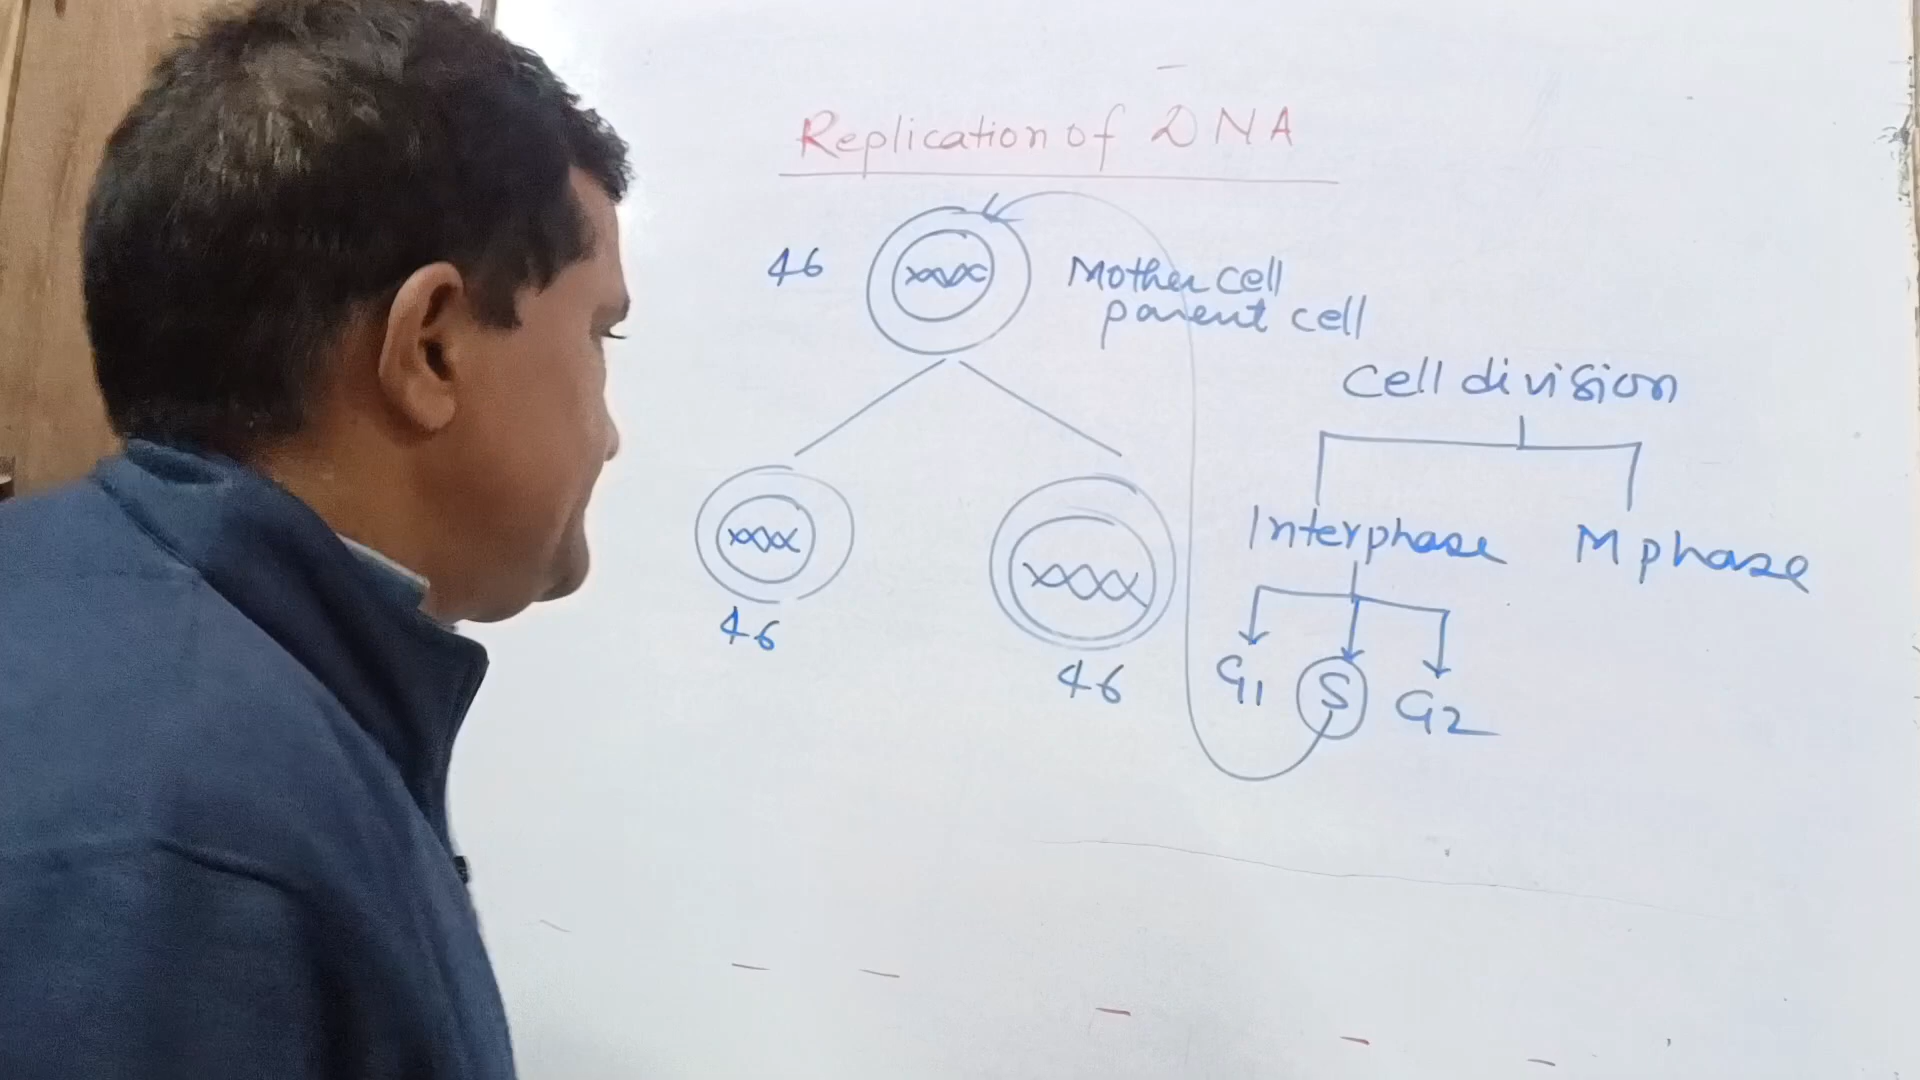 Replication of DNA
46
Mother cell
parent cell
Cell division
Interphase
M phase
46
46
G1
S
G2